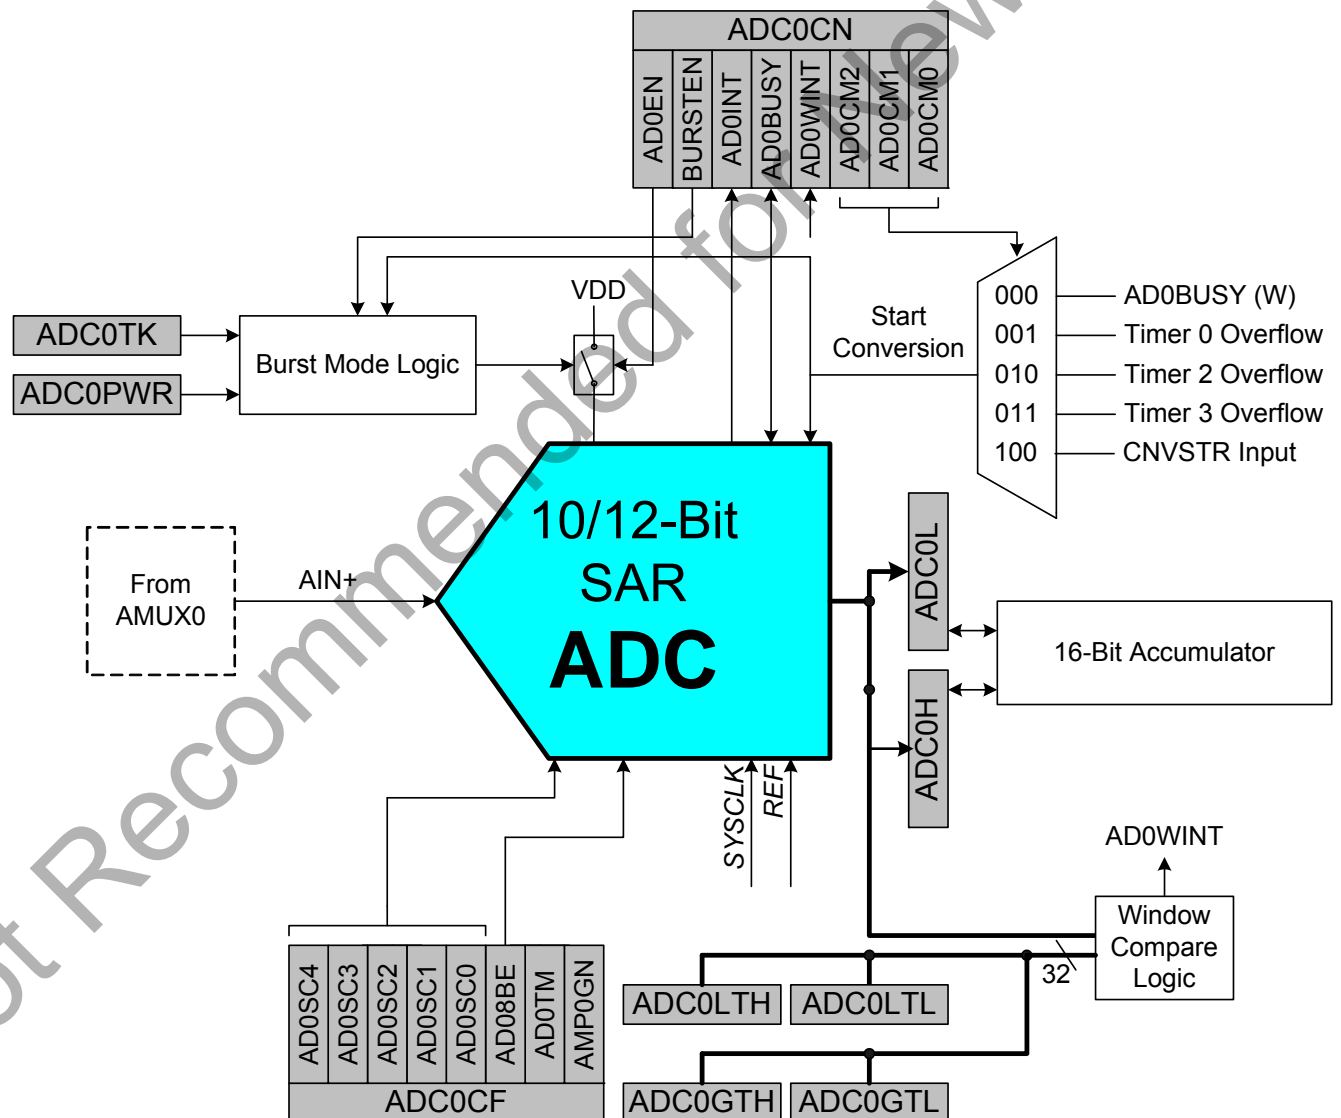 ADC0CN
AD0EN
BURSTEN
AD0INT
AD0BUSY
AD0WINT
AD0CM2
AD0CM1
AD0CM0
VDD
ADC0TK
ADC0PWR
Burst Mode Logic
Start
Conversion
000
001
010
011
100
AD0BUSY (W)
Timer 0 Overflow
Timer 2 Overflow
Timer 3 Overflow
CNVSTR Input
From
AMUX0
AIN+
10/12-Bit
SAR
ADC
ADC0L
ADC0H
16-Bit Accumulator
SYSCLK
REF
AD0WINT
Window
Compare
Logic
32
AD0SC4
AD0SC3
AD0SC2
AD0SC1
AD0SC0
AD08BE
AD0TM
AMP0GN
ADC0CF
ADC0LTH
ADC0LTL
ADC0GTH
ADC0GTL
Recommended for New